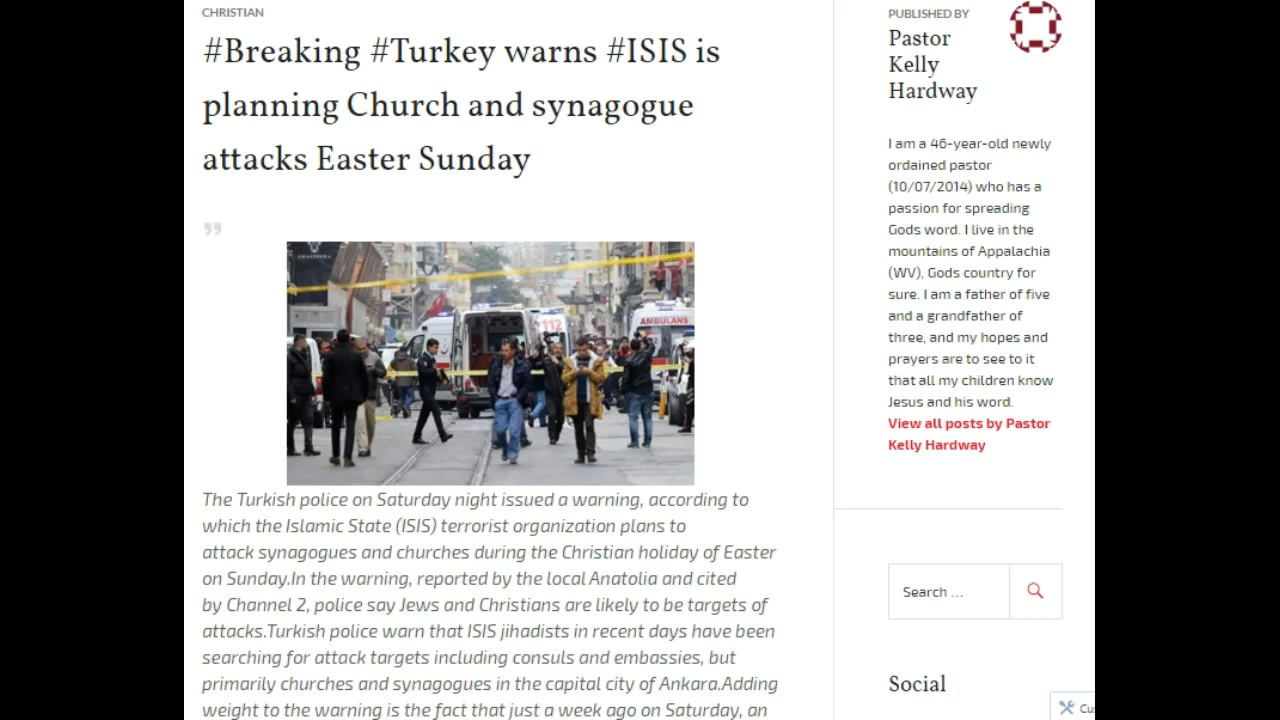 CHRISTIAN
#Breaking #Turkey warns #ISIS is
planning Church and synagogue
attacks Easter Sunday
”
112
AMBULANS
The Turkish police on Saturday night issued a warning, according to
which the Islamic State (ISIS) terrorist organization plans to
attack synagogues and churches during the Christian holiday of Easter
on Sunday.In the warning, reported by the local Anatolia and cited
by Channel 2, police say Jews and Christians are likely to be targets of
attacks.Turkish police warn that ISIS jihadists in recent days have been
searching for attack targets including consuls and embassies, but
primarily churches and synagogues in the capital city of Ankara.Adding
weight to the warning is the fact that just a week ago on Saturday, an
PUBLISHED BY
Pastor
Kelly
Hardway
I am a 46-year-old newly
ordained pastor
(10/07/2014) who has a
passion for spreading
Gods word. I live in the
mountains of Appalachia
(WV), Gods country for
sure. I am a father of five
and a grandfather of
three, and my hopes and
prayers are to see to it
that all my children know
Jesus and his word.
View all posts by Pastor
Kelly Hardway
Search ...
Social
Cus